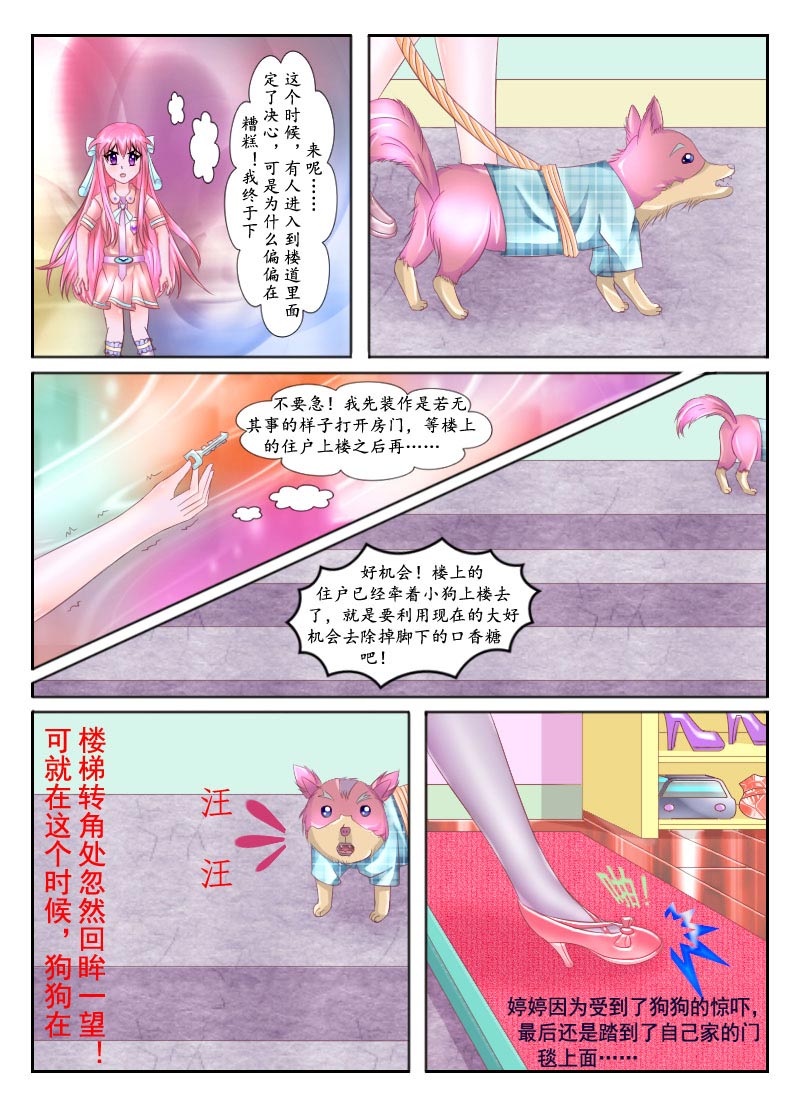 糟糕！我终于下
定了决心，可是为什么偏偏在
这个时候，有人进入到楼道里面
来呢……
不要急！我先装作是若无
其事的样子打开房门，等楼上
的住户上楼之后再……
好机会！楼上的
住户已经牵着小狗上楼去
了，就是要利用现在的大好
机会去除掉脚下的口香糖
吧！
可就在这个时候，狗狗在
楼梯转角处忽然回眸一望！
汪
汪
婷婷因为受到了狗狗的惊吓，
最后还是踏到了自己家的门
毯上面……